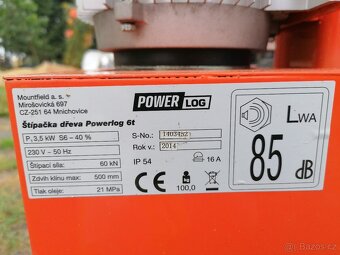 Mountfield a. s.
Mirošovická 697
CZ-251 64 Mnichovice
POWER LOG
Štípačka dřeva Powerlog 6t
P, 3,5 kW S6 - 40 %
230 V - 50 Hz
Štípací síla: 60 kN
Zdvih klínu max: 500 mm
Tlak oleje: 21 MPa
S-No.: 140345Z
Rok v.: 2014
IP 54
16 A
CE
kg
100,0
LWA
85 dB
Bazos.cz